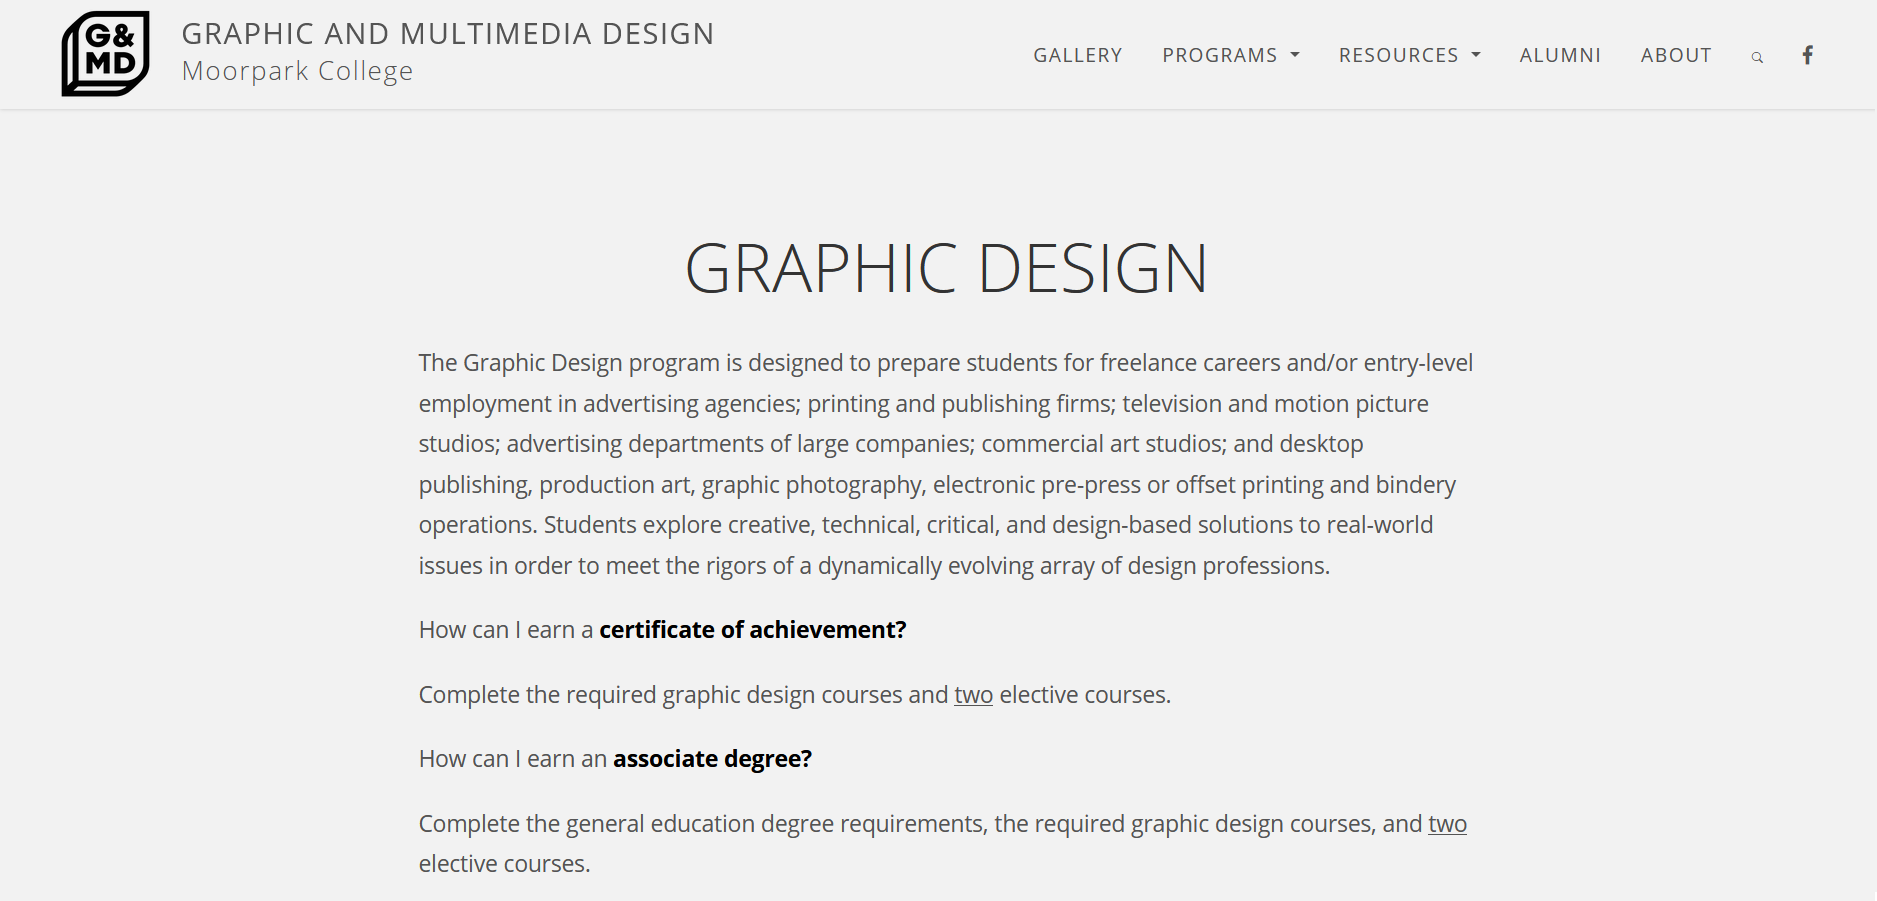 G&
MD
GRAPHIC AND MULTIMEDIA DESIGN
Moorpark College
GALLERY PROGRAMS RESOURCES ALUMNI ABOUT
GRAPHIC DESIGN
The Graphic Design program is designed to prepare students for freelance careers and/or entry-level
employment in advertising agencies; printing and publishing firms; television and motion picture
studios; advertising departments of large companies; commercial art studios; and desktop
publishing, production art, graphic photography, electronic pre-press or offset printing and bindery
operations. Students explore creative, technical, critical, and design-based solutions to real-world
issues in order to meet the rigors of a dynamically evolving array of design professions.
How can I earn a certificate of achievement?
Complete the required graphic design courses and two elective courses.
How can I earn an associate degree?
Complete the general education degree requirements, the required graphic design courses, and two
elective courses.